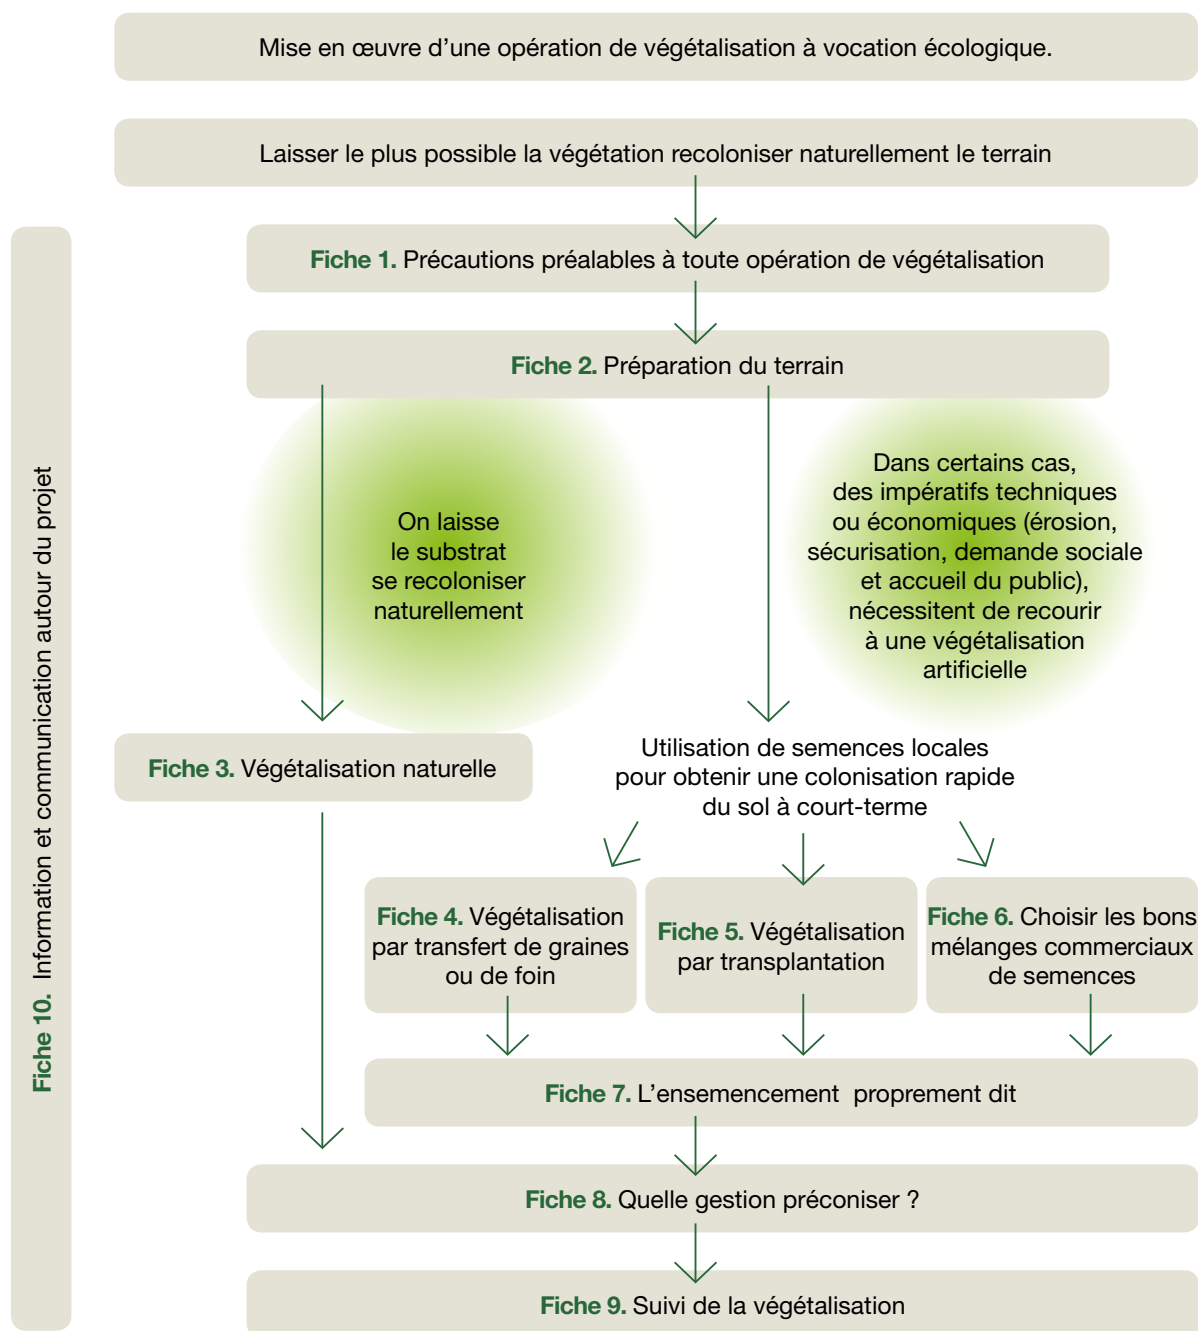 Mise en œuvre d'une opération de végétalisation à vocation écologique.
Laisser le plus possible la végétation recoloniser naturellement le terrain
Fiche 10. Information et communication autour du projet
Fiche 1. Précautions préalables à toute opération de végétalisation
Fiche 2. Préparation du terrain
On laisse
le substrat
se recoloniser
naturellement
Dans certains cas,
des impératifs techniques
ou économiques (érosion,
sécurisation, demande sociale
et accueil du public),
nécessitent de recourir
à une végétalisation
artificielle
Fiche 3. Végétalisation naturelle
Utilisation de semences locales
pour obtenir une colonisation rapide
du sol à court-terme
Fiche 4. Végétalisation
par transfert de graines
ou de foin
Fiche 5. Végétalisation
par transplantation
Fiche 6. Choisir les bons
mélanges commerciaux
de semences
Fiche 7. L'ensemencement proprement dit
Fiche 8. Quelle gestion préconiser ?
Fiche 9. Suivi de la végétalisation